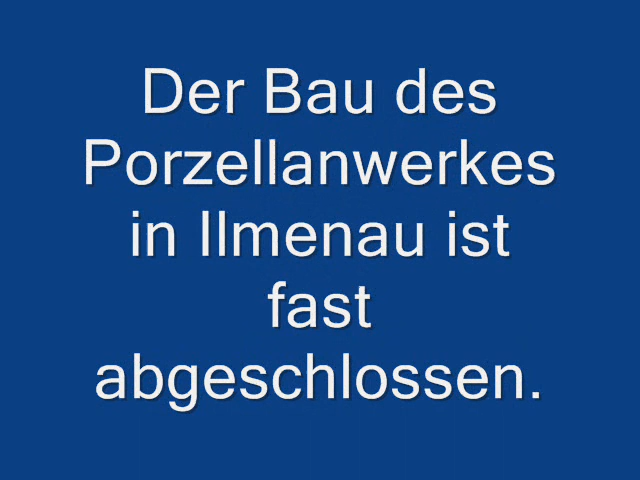 Der Bau des
Porzellanwerkes
in Ilmenau ist
fast
abgeschlossen.